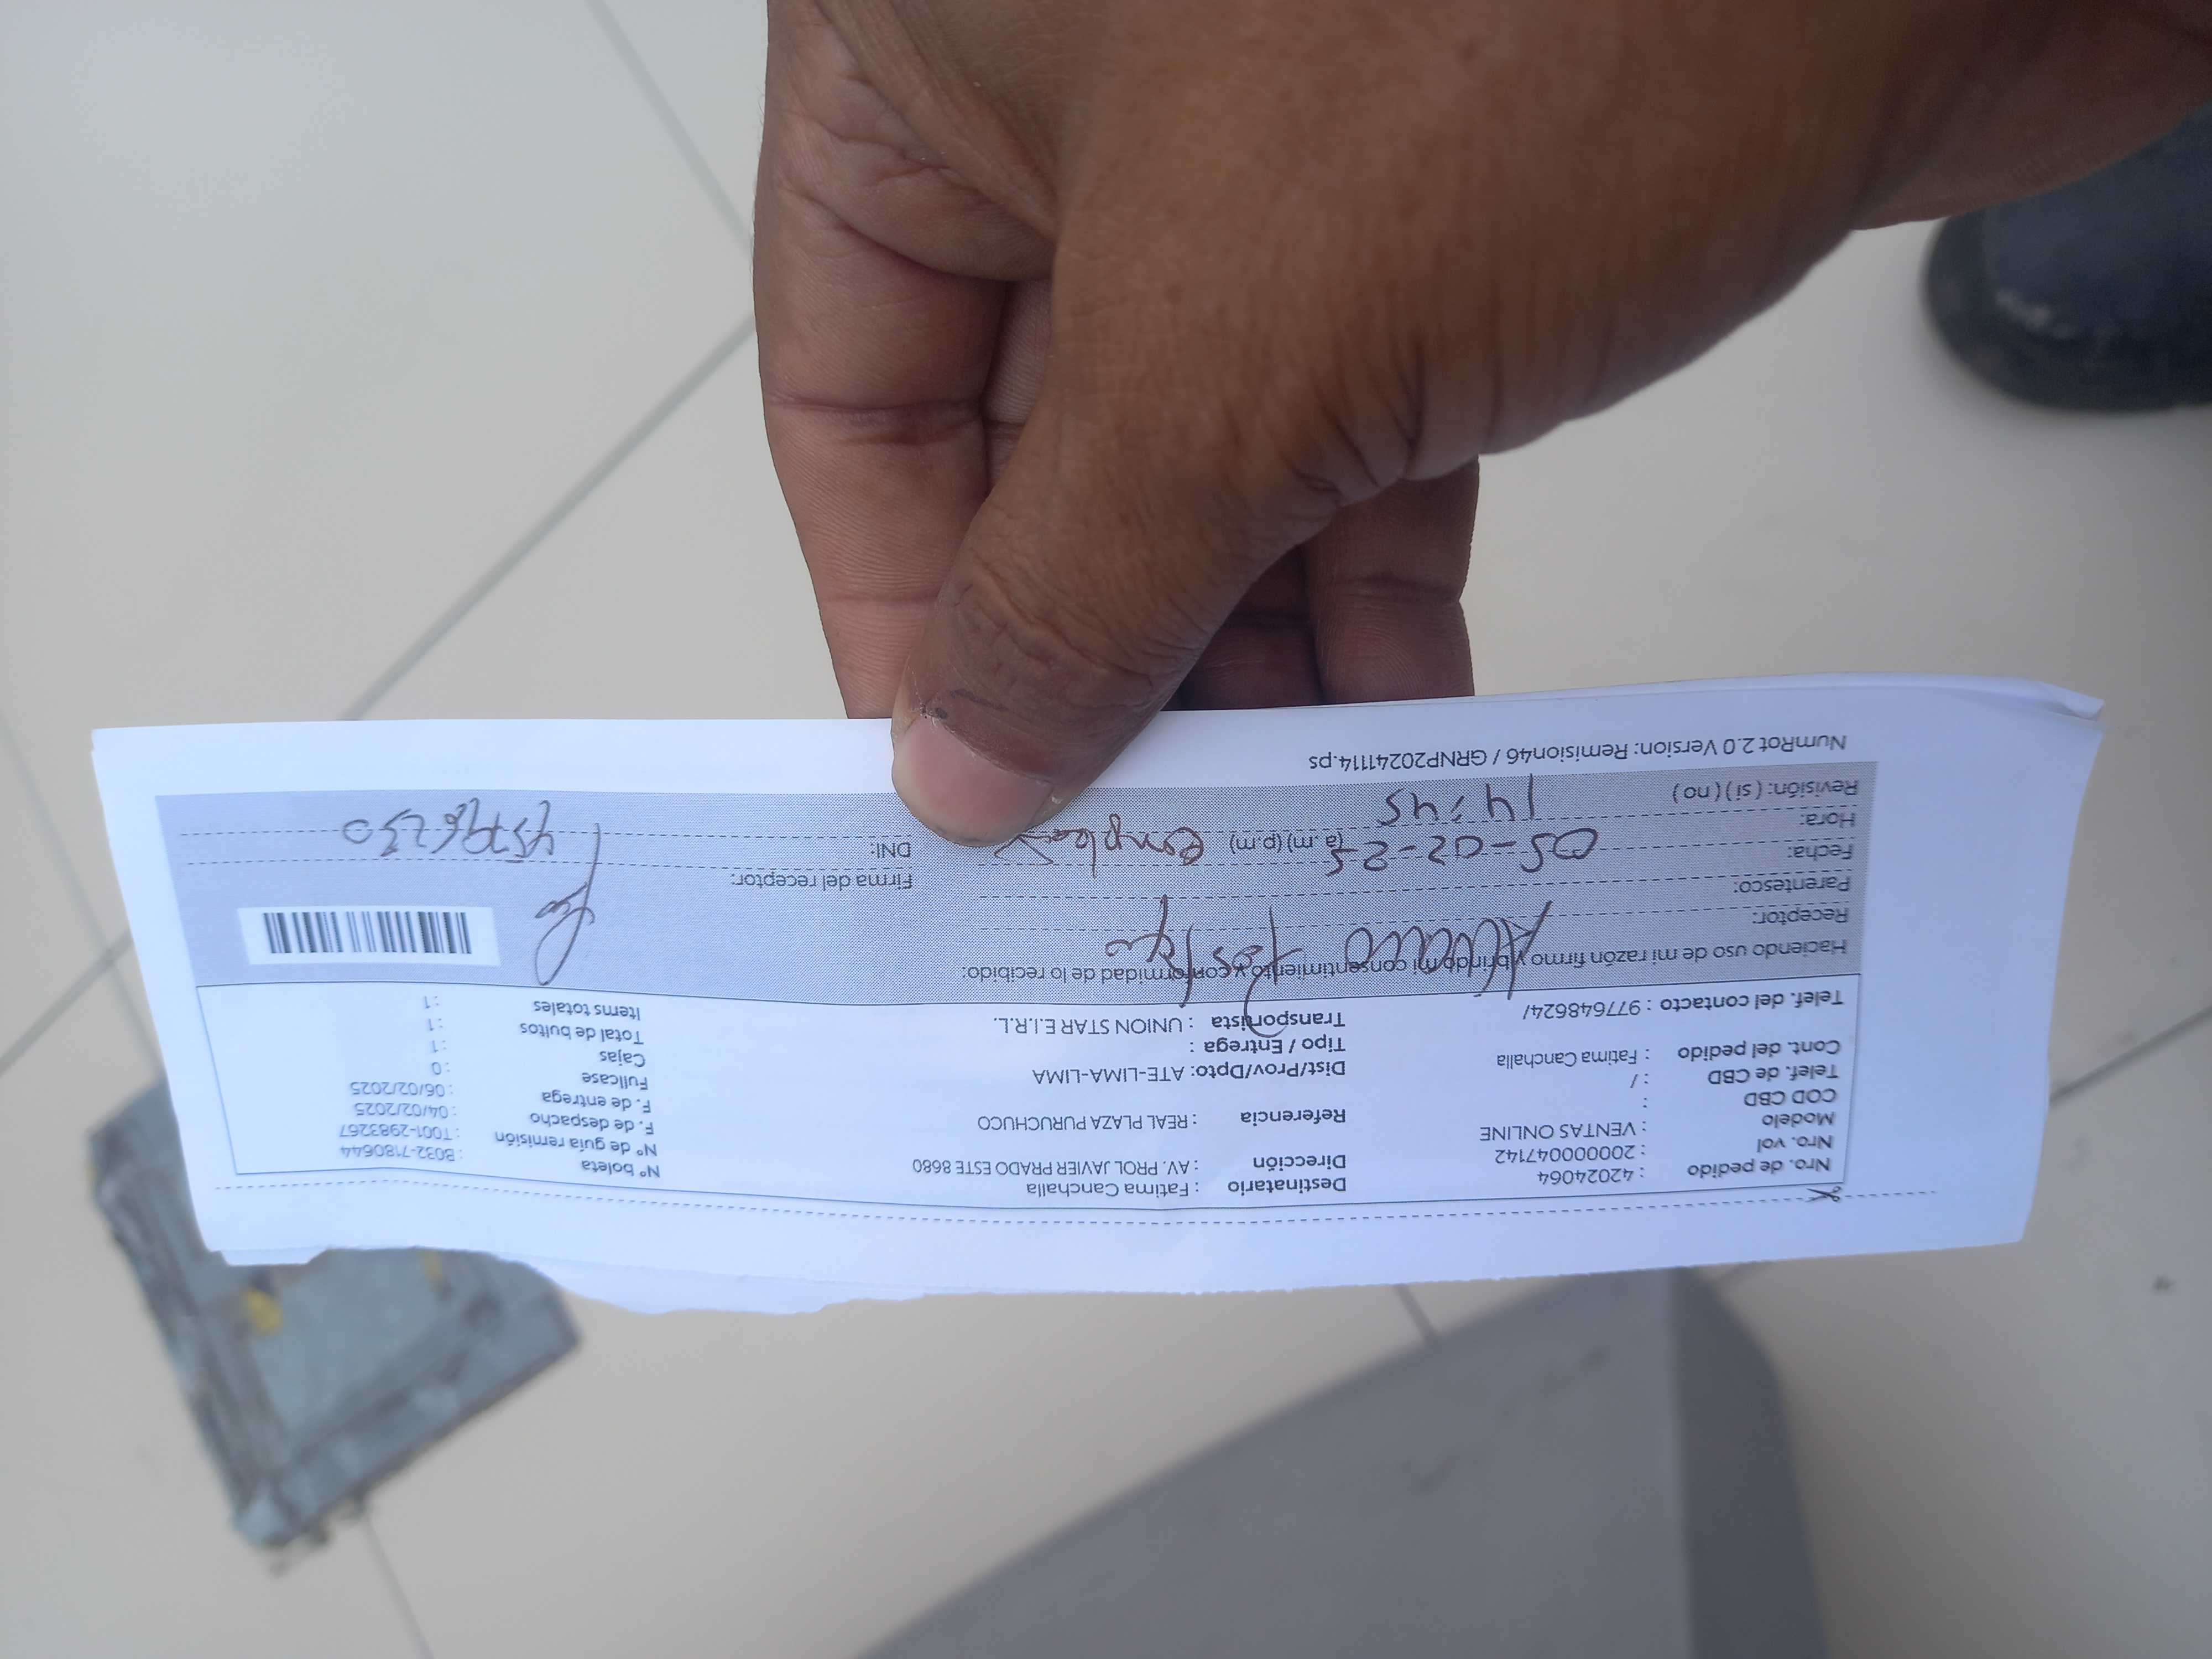 Nro. de pedido : 42024064
Nro. vol : 20000047142
Modelo : VENTAS ONLINE
COD CBD :
Telef. de CBD : /
Cont. del pedido : Fatima Canchalla
Telef. del contacto : 977648624/
Destinatario : Fatima Canchalla
Dirección : AV. PROL JAVIER PRADO ESTE 8680
Referencia : REAL PLAZA PURUCHUCO
Dist/Prov/Dpto: ATE-LIMA-LIMA
Tipo / Entrega :
Transportista : UNION STAR E.I.R.L.
Nº boleta : B032-7180644
Nº de guía remisión : T001-2983267
F. de despacho : 04/02/2025
F. de entrega : 06/02/2025
Fullcase : 0
Cajas : 1
Total de bultos : 1
Items totales : 1
Haciendo uso de mi razón firmo y brindo mi consentimiento y conformidad de lo recibido:
Receptor: Alvaro
Parentesco:
Fecha: 05-02-25
Hora: 14:45 (a.m) (p.m)
Revisión: ( si ) ( no )
Firma del receptor:
DNI: 45796230
NumRot 2.0 Version: Remision46 / GRNP20241114.ps